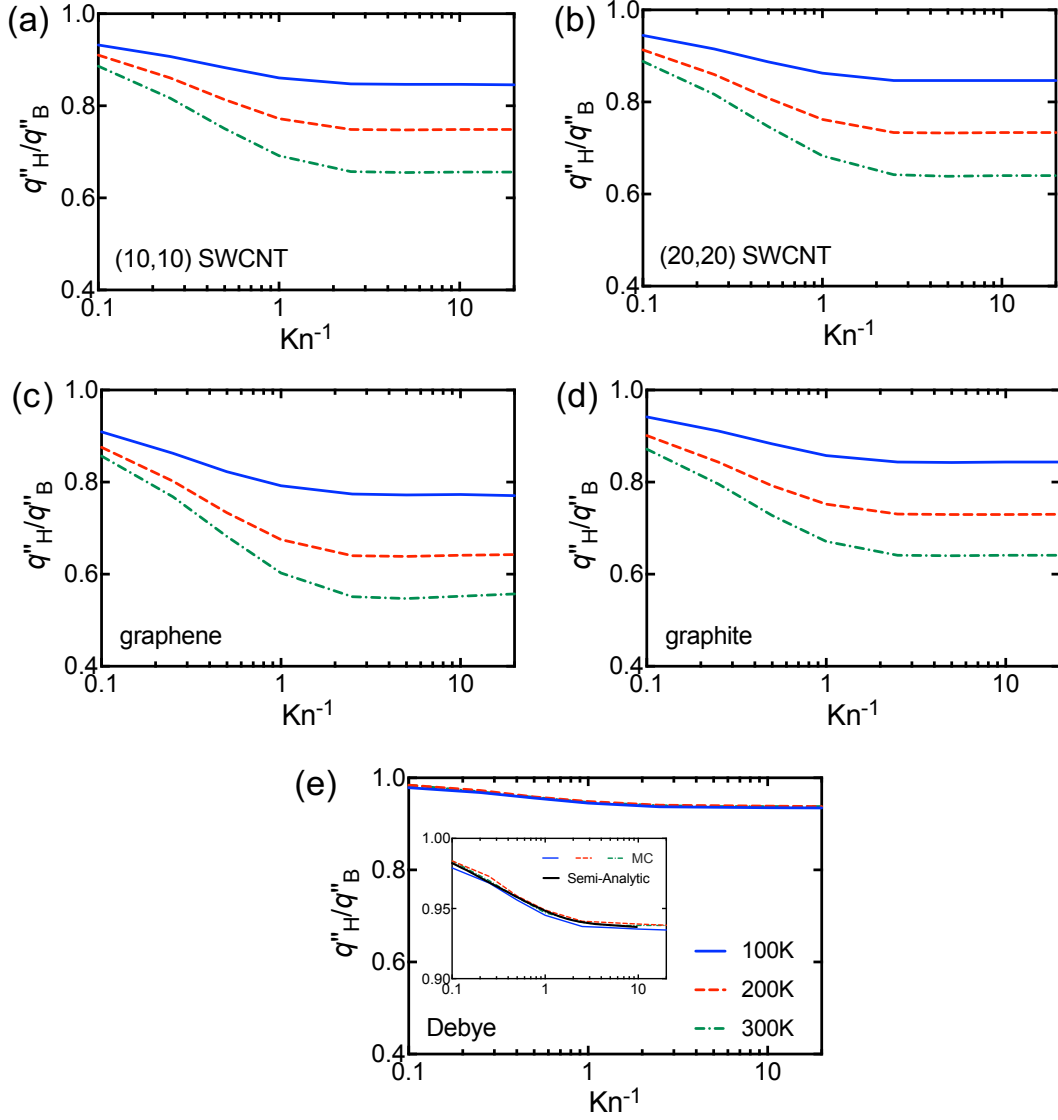 (a)
1.0
0.8
0.6
0.4
q"H/q"B
(10,10) SWCNT
0.1
1
10
Kn-1
(b)
1.0
0.8
0.6
0.4
q"H/q"B
(20,20) SWCNT
0.1
1
10
Kn-1
(c)
1.0
0.8
0.6
0.4
q"H/q"B
graphene
0.1
1
10
Kn-1
(d)
1.0
0.8
0.6
0.4
q"H/q"B
graphite
0.1
1
10
Kn-1
(e)
1.0
0.8
0.6
0.4
q"H/q"B
1.00
0.95
0.90
MC
Semi-Analytic
0.1
1
10
100K
200K
300K
Debye
0.1
1
10
Kn-1